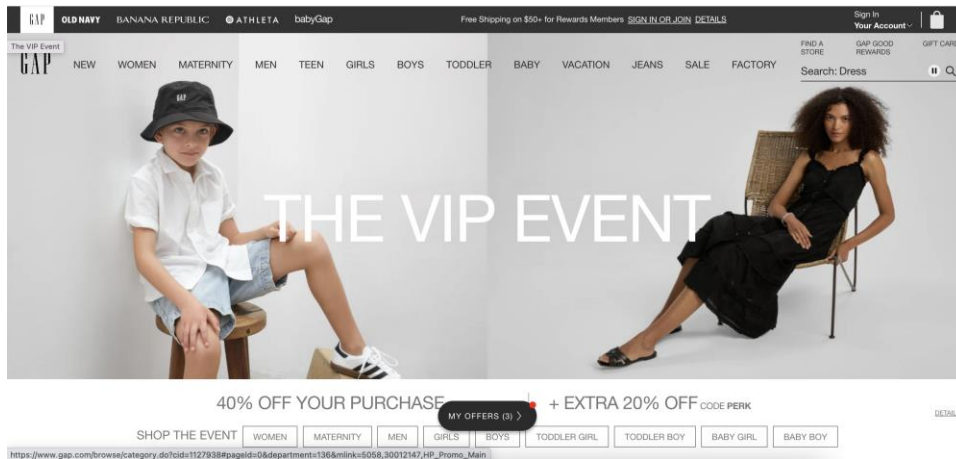 GAP OLD NAVY BANANA REPUBLIC ATHLETA babyGap Free Shipping on $50+ for Rewards Members SIGN IN OR JOIN DETAILS Sign In
Your Account
The VIP Event
FIND A STORE GAP GOOD REWARDS GIFT CARD
GAP NEW WOMEN MATERNITY MEN TEEN GIRLS BOYS TODDLER BABY VACATION JEANS SALE FACTORY
Search: Dress
GAP
THE VIP EVENT
40% OFF YOUR PURCHASE + EXTRA 20% OFF CODE PERK
MY OFFERS (3)
DETAIL
SHOP THE EVENT WOMEN MATERNITY MEN GIRLS BOYS TODDLER GIRL TODDLER BOY BABY GIRL BABY BOY
https://www.gap.com/browse/category.do?cid=1127938#pageId=0&department=136&mlink=5058,30012147,HP_Promo_Main